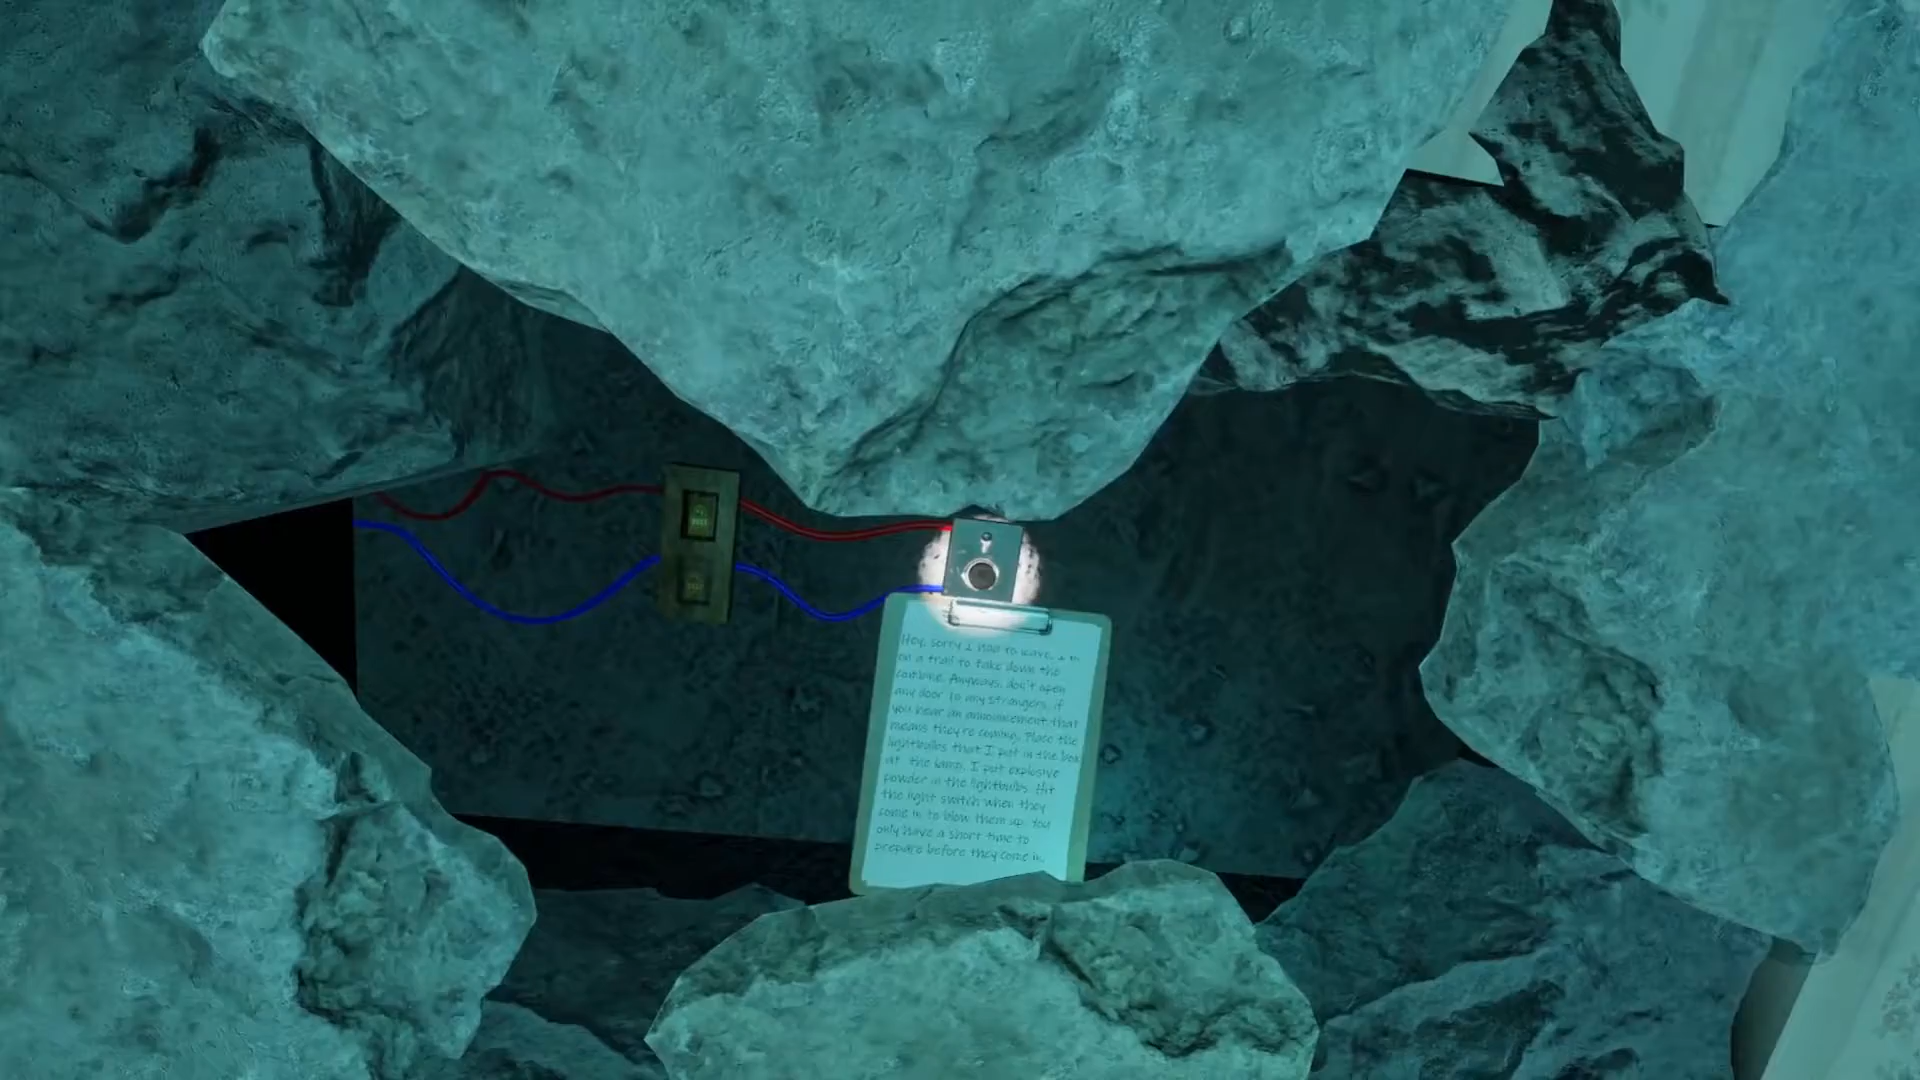 Hey, sorry I had to leave, I'm
on a trail to take down the
combine. Anyways, don't open
any door to any strangers, if
you hear an announcement that
means they're coming. Place the
lightbulbs that I put in the box
at the lamp. I put explosive
powder in the lightbulbs. Hit
the light switch when they
come in to blow them up. You
only have a short time to
prepare before they come in.